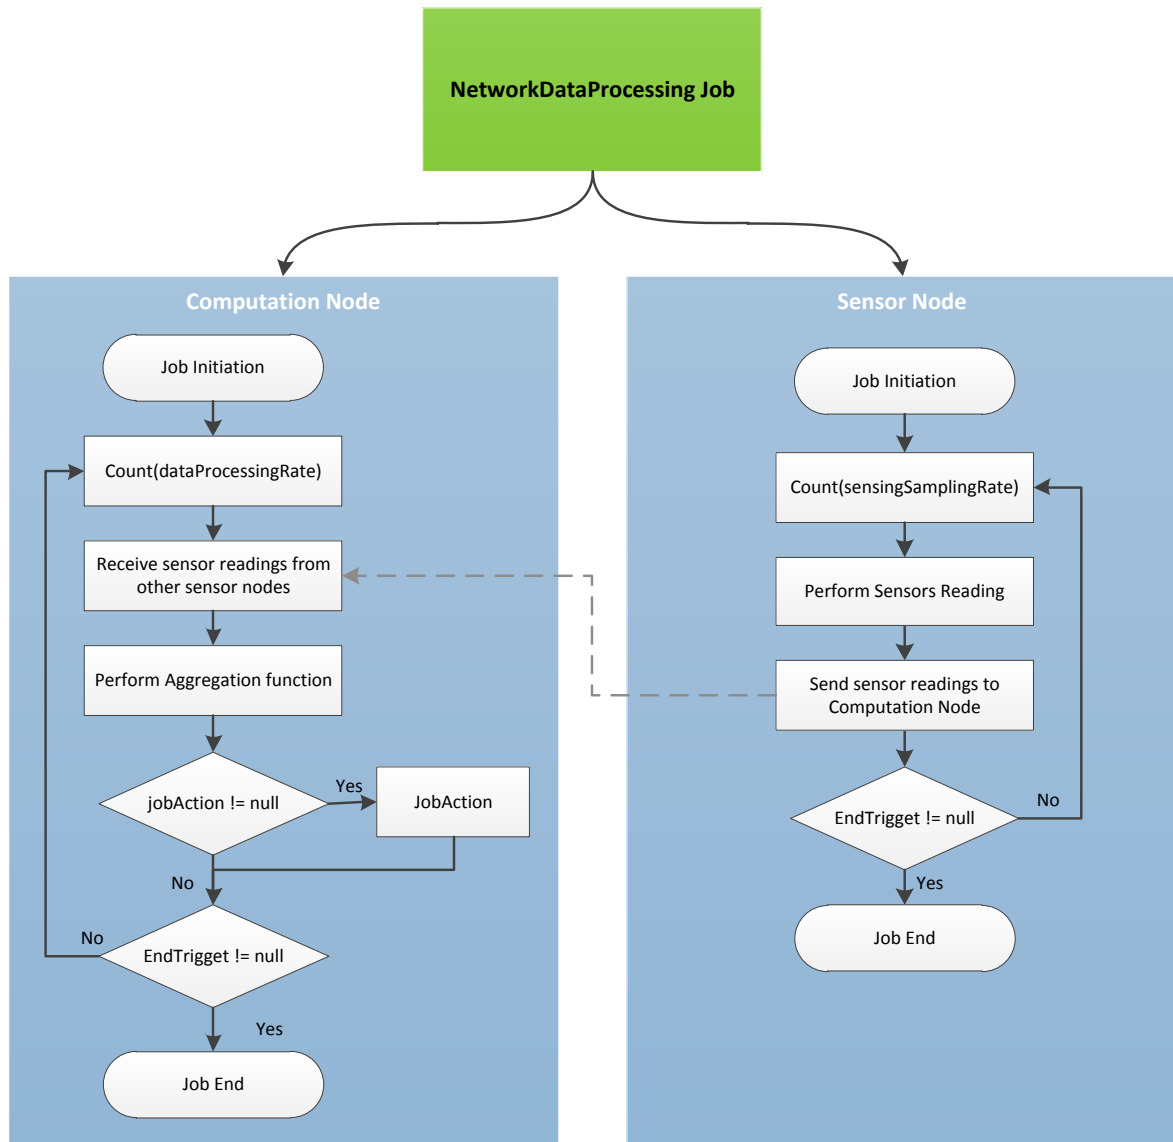 NetworkDataProcessing Job
Computation Node
Job Initiation
Count(dataProcessingRate)
Receive sensor readings from
other sensor nodes
Perform Aggregation function
jobAction != null
Yes
JobAction
No
No
EndTrigget != null
Yes
Job End
Sensor Node
Job Initiation
Count(sensingSamplingRate)
Perform Sensors Reading
Send sensor readings to
Computation Node
EndTrigget != null
No
Yes
Job End